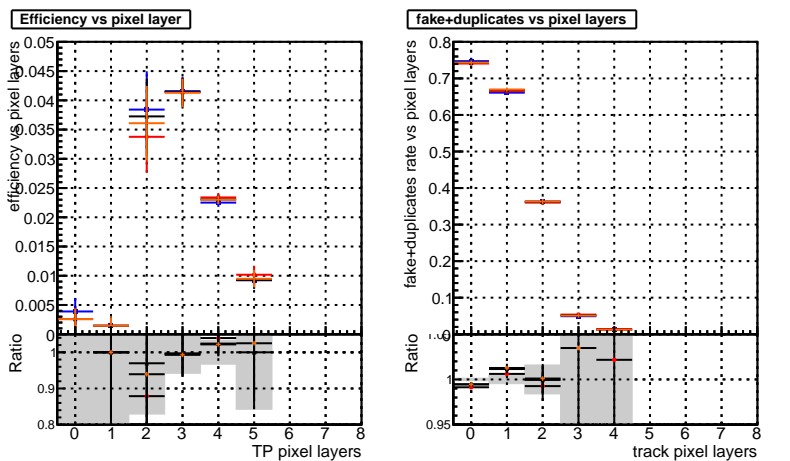 Efficiency vs pixel layer
efficiency vs pixel layers
0.05
0.045
0.04
0.035
0.03
0.025
0.02
0.015
0.01
0.005
0
Ratio
1
0.9
0.8
0 1 2 3 4 5 6 7 8
TP pixel layers
fake+duplicates vs pixel layers
fake+duplicates rate vs pixel layers
0.8
0.7
0.6
0.5
0.4
0.3
0.2
0.1
0
Ratio
1
0.95
0 1 2 3 4 5 6 7 8
track pixel layers